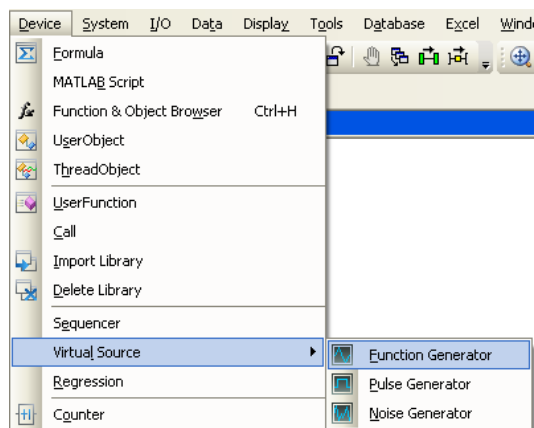 Device System I/O Data Display Tools Database Excel
Formula
MATLAB Script
Function & Object Browser Ctrl+H
UserObject
ThreadObject
UserFunction
Call
Import Library
Delete Library
Sequencer
Virtual Source
Function Generator
Regression
Pulse Generator
Counter
Noise Generator